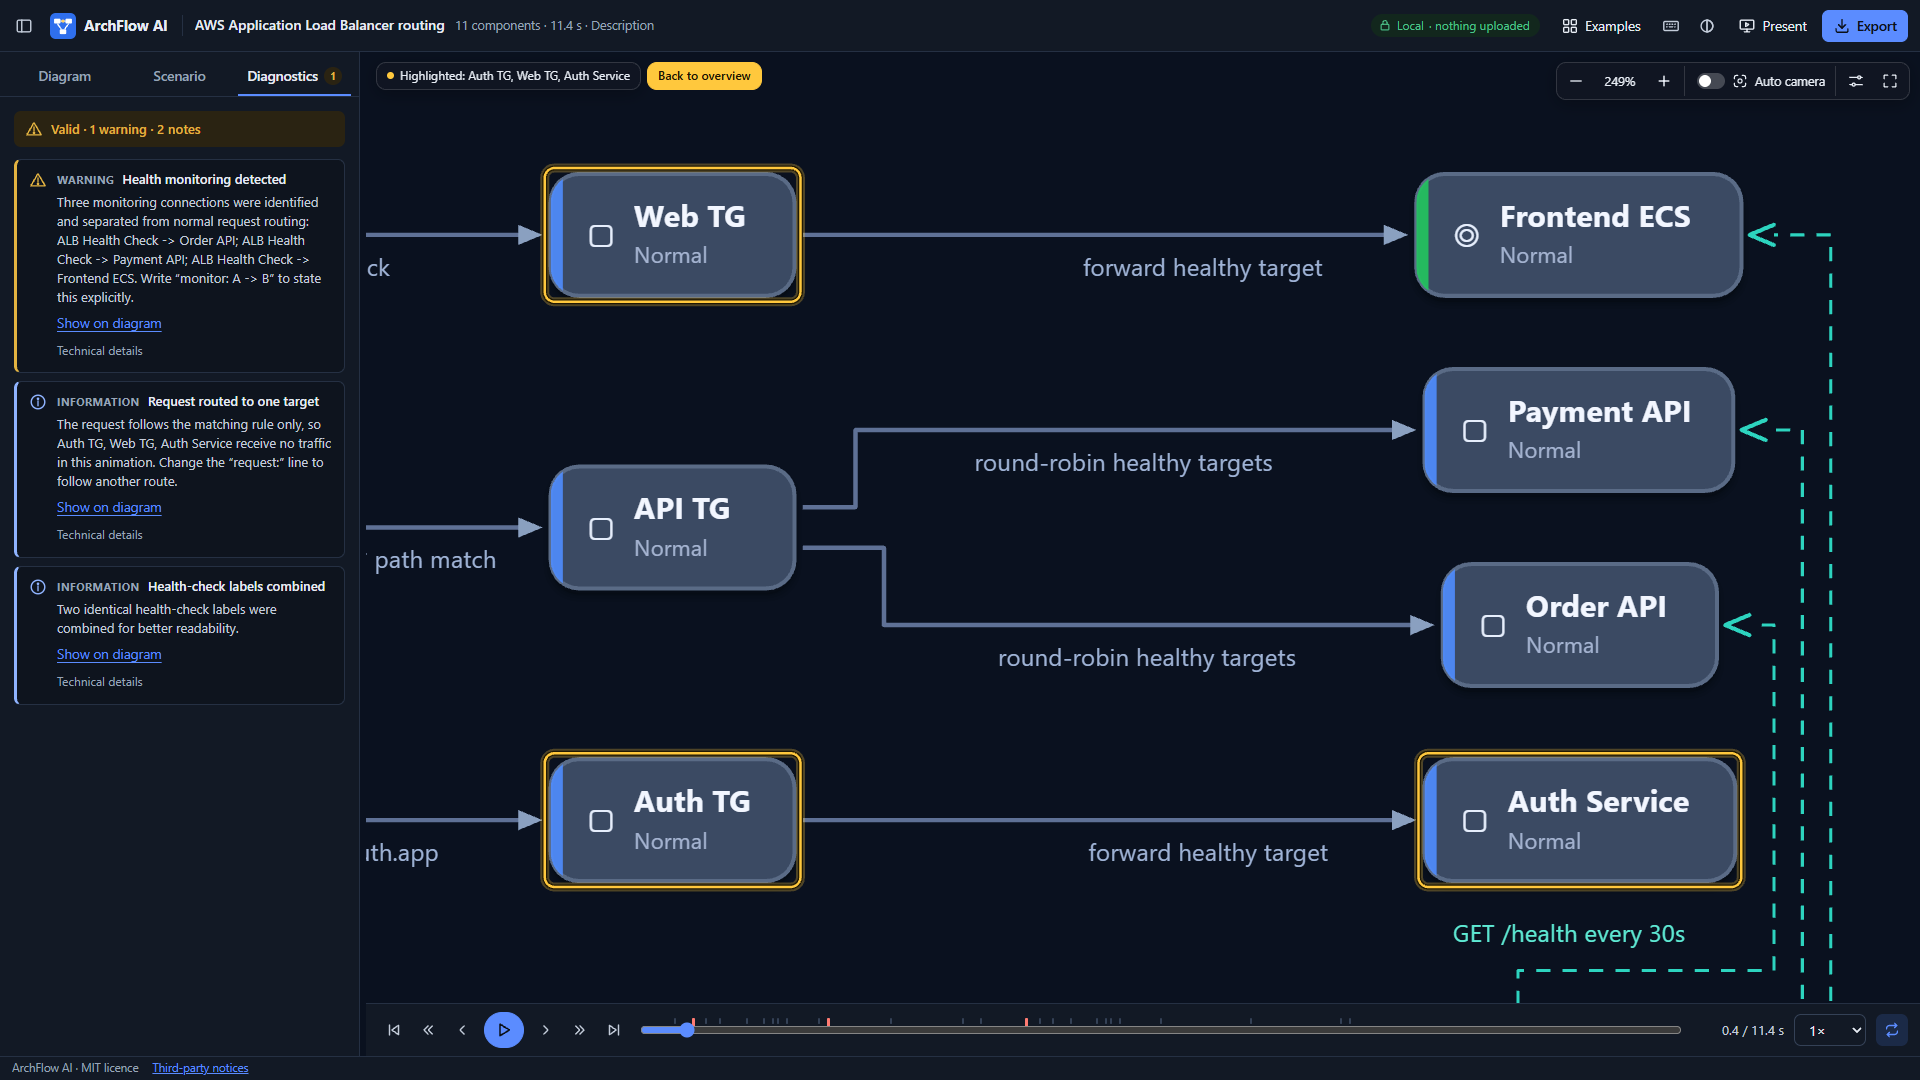 ArchFlow AI
AWS Application Load Balancer routing
11 components · 11.4 s · Description
Local · nothing uploaded
Examples
Present
Export
Diagram
Scenario
Diagnostics 1
Valid · 1 warning · 2 notes
WARNING Health monitoring detected
Three monitoring connections were identified
and separated from normal request routing:
ALB Health Check -> Order API; ALB Health
Check -> Payment API; ALB Health Check ->
Frontend ECS. Write “monitor: A -> B” to state
this explicitly.
Show on diagram
Technical details
INFORMATION Request routed to one target
The request follows the matching rule only, so
Auth TG, Web TG, Auth Service receive no traffic
in this animation. Change the “request:” line to
follow another route.
Show on diagram
Technical details
INFORMATION Health-check labels combined
Two identical health-check labels were
combined for better readability.
Show on diagram
Technical details
Highlighted: Auth TG, Web TG, Auth Service
Back to overview
249%
Auto camera
Web TG
Normal
Frontend ECS
Normal
ck
forward healthy target
Payment API
Normal
round-robin healthy targets
API TG
Normal
path match
Order API
Normal
round-robin healthy targets
Auth TG
Normal
Auth Service
Normal
uth.app
forward healthy target
GET /health every 30s
0.4 / 11.4 s
1×
ArchFlow AI · MIT licence
Third-party notices